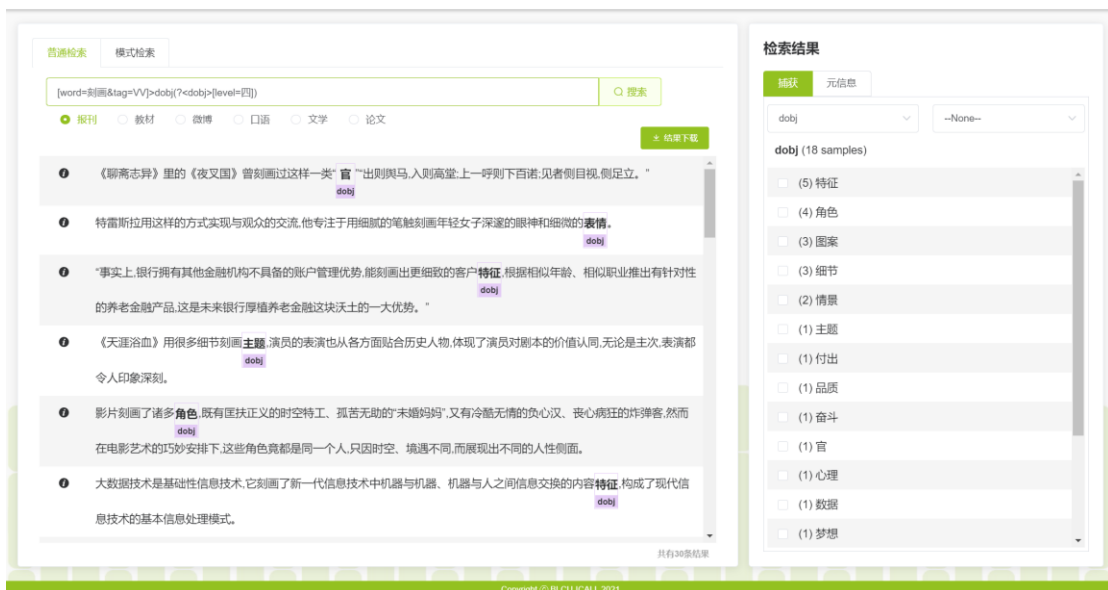 普通检索 模式检索
[word=刻画&tag=VV]>dobj(?<dobj>[level=四])
搜索
报刊 教材 微博 口语 文学 论文
结果下载
《聊斋志异》里的《夜叉国》曾刻画过这样一类“官”“出则舆马,入则高堂;上一呼则下百诺;见者侧目视,侧足立。”
dobj
特雷斯拉用这样的方式实现与观众的交流,他专注于用细腻的笔触刻画年轻女子深邃的眼神和细微的表情。
dobj
“事实上,银行拥有其他金融机构不具备的账户管理优势,能刻画出更细致的客户特征,根据相似年龄、相似职业推出有针对性
dobj
的养老金融产品,这是未来银行厚植养老金融这块沃土的一大优势。”
《天涯浴血》用很多细节刻画主题,演员的表演也从各方面贴合历史人物,体现了演员对剧本的价值认同,无论是主次,表演都
dobj
令人印象深刻。
影片刻画了诸多角色,既有匡扶正义的时空特工、孤苦无助的“未婚妈妈”,又有冷酷无情的负心汉、丧心病狂的炸弹客,然而
dobj
在电影艺术的巧妙安排下,这些角色竟都是同一个人,只因时空、境遇不同,而展现出不同的人性侧面。
大数据技术是基础性信息技术,它刻画了新一代信息技术中机器与机器、机器与人之间信息交换的内容特征,构成了现代信
dobj
息技术的基本信息处理模式。
共有30条结果
检索结果
捕获 元信息
dobj --None--
dobj (18 samples)
(5) 特征
(4) 角色
(3) 图案
(3) 细节
(2) 情景
(1) 主题
(1) 付出
(1) 品质
(1) 奋斗
(1) 官
(1) 心理
(1) 数据
(1) 梦想
Copyright © BLCU ICALL 2021